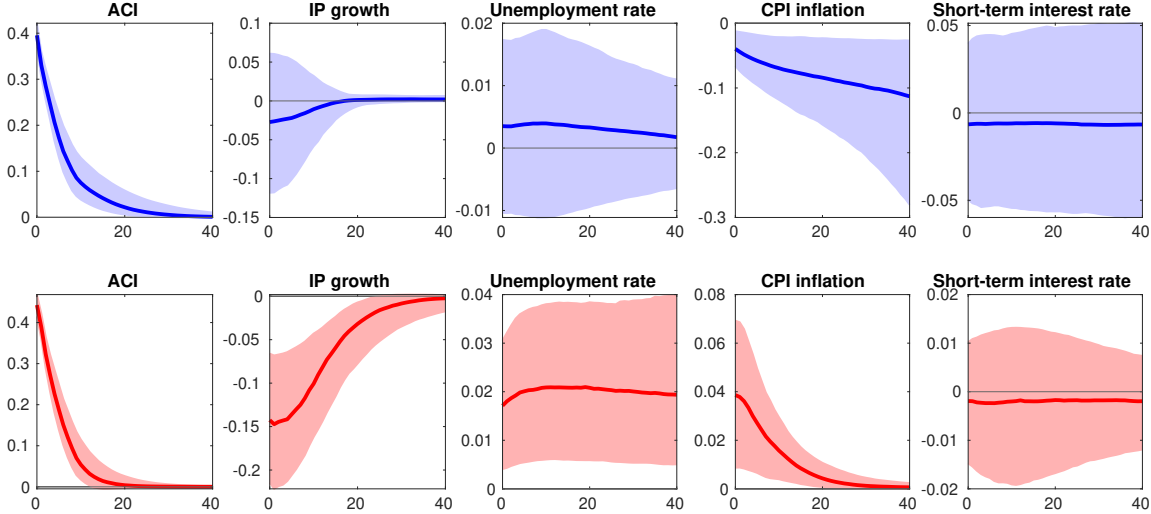 ACI
0.4
0.3
0.2
0.1
0
0 20 40
IP growth
0.1
0.05
0
-0.05
-0.1
-0.15
0 20 40
Unemployment rate
0.02
0.01
0
-0.01
0 20 40
CPI inflation
0
-0.1
-0.2
-0.3
0 20 40
Short-term interest rate
0.05
0
-0.05
0 20 40
ACI
0.4
0.3
0.2
0.1
0
0 20 40
IP growth
0
-0.05
-0.1
-0.15
-0.2
0 20 40
Unemployment rate
0.04
0.03
0.02
0.01
0
0 20 40
CPI inflation
0.08
0.06
0.04
0.02
0
0 20 40
Short-term interest rate
0.02
0.01
0
-0.01
-0.02
0 20 40